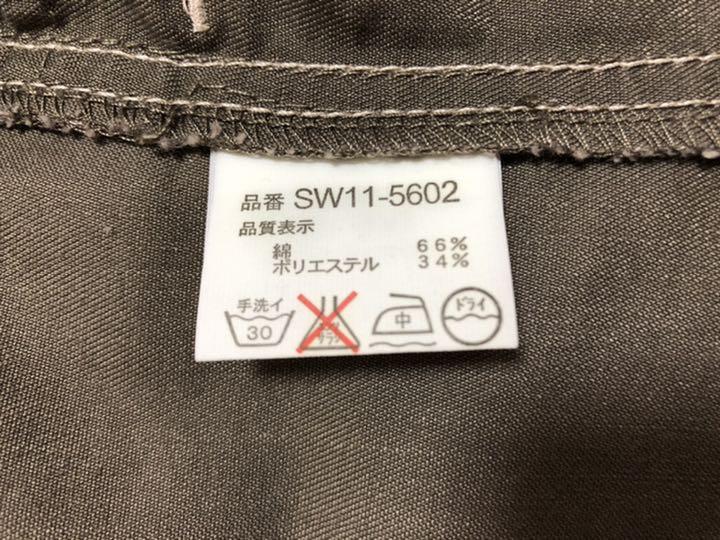 品番 SW11-5602
品質表示
綿 66%
ポリエステル 34%
手洗イ 中 ドライ
30